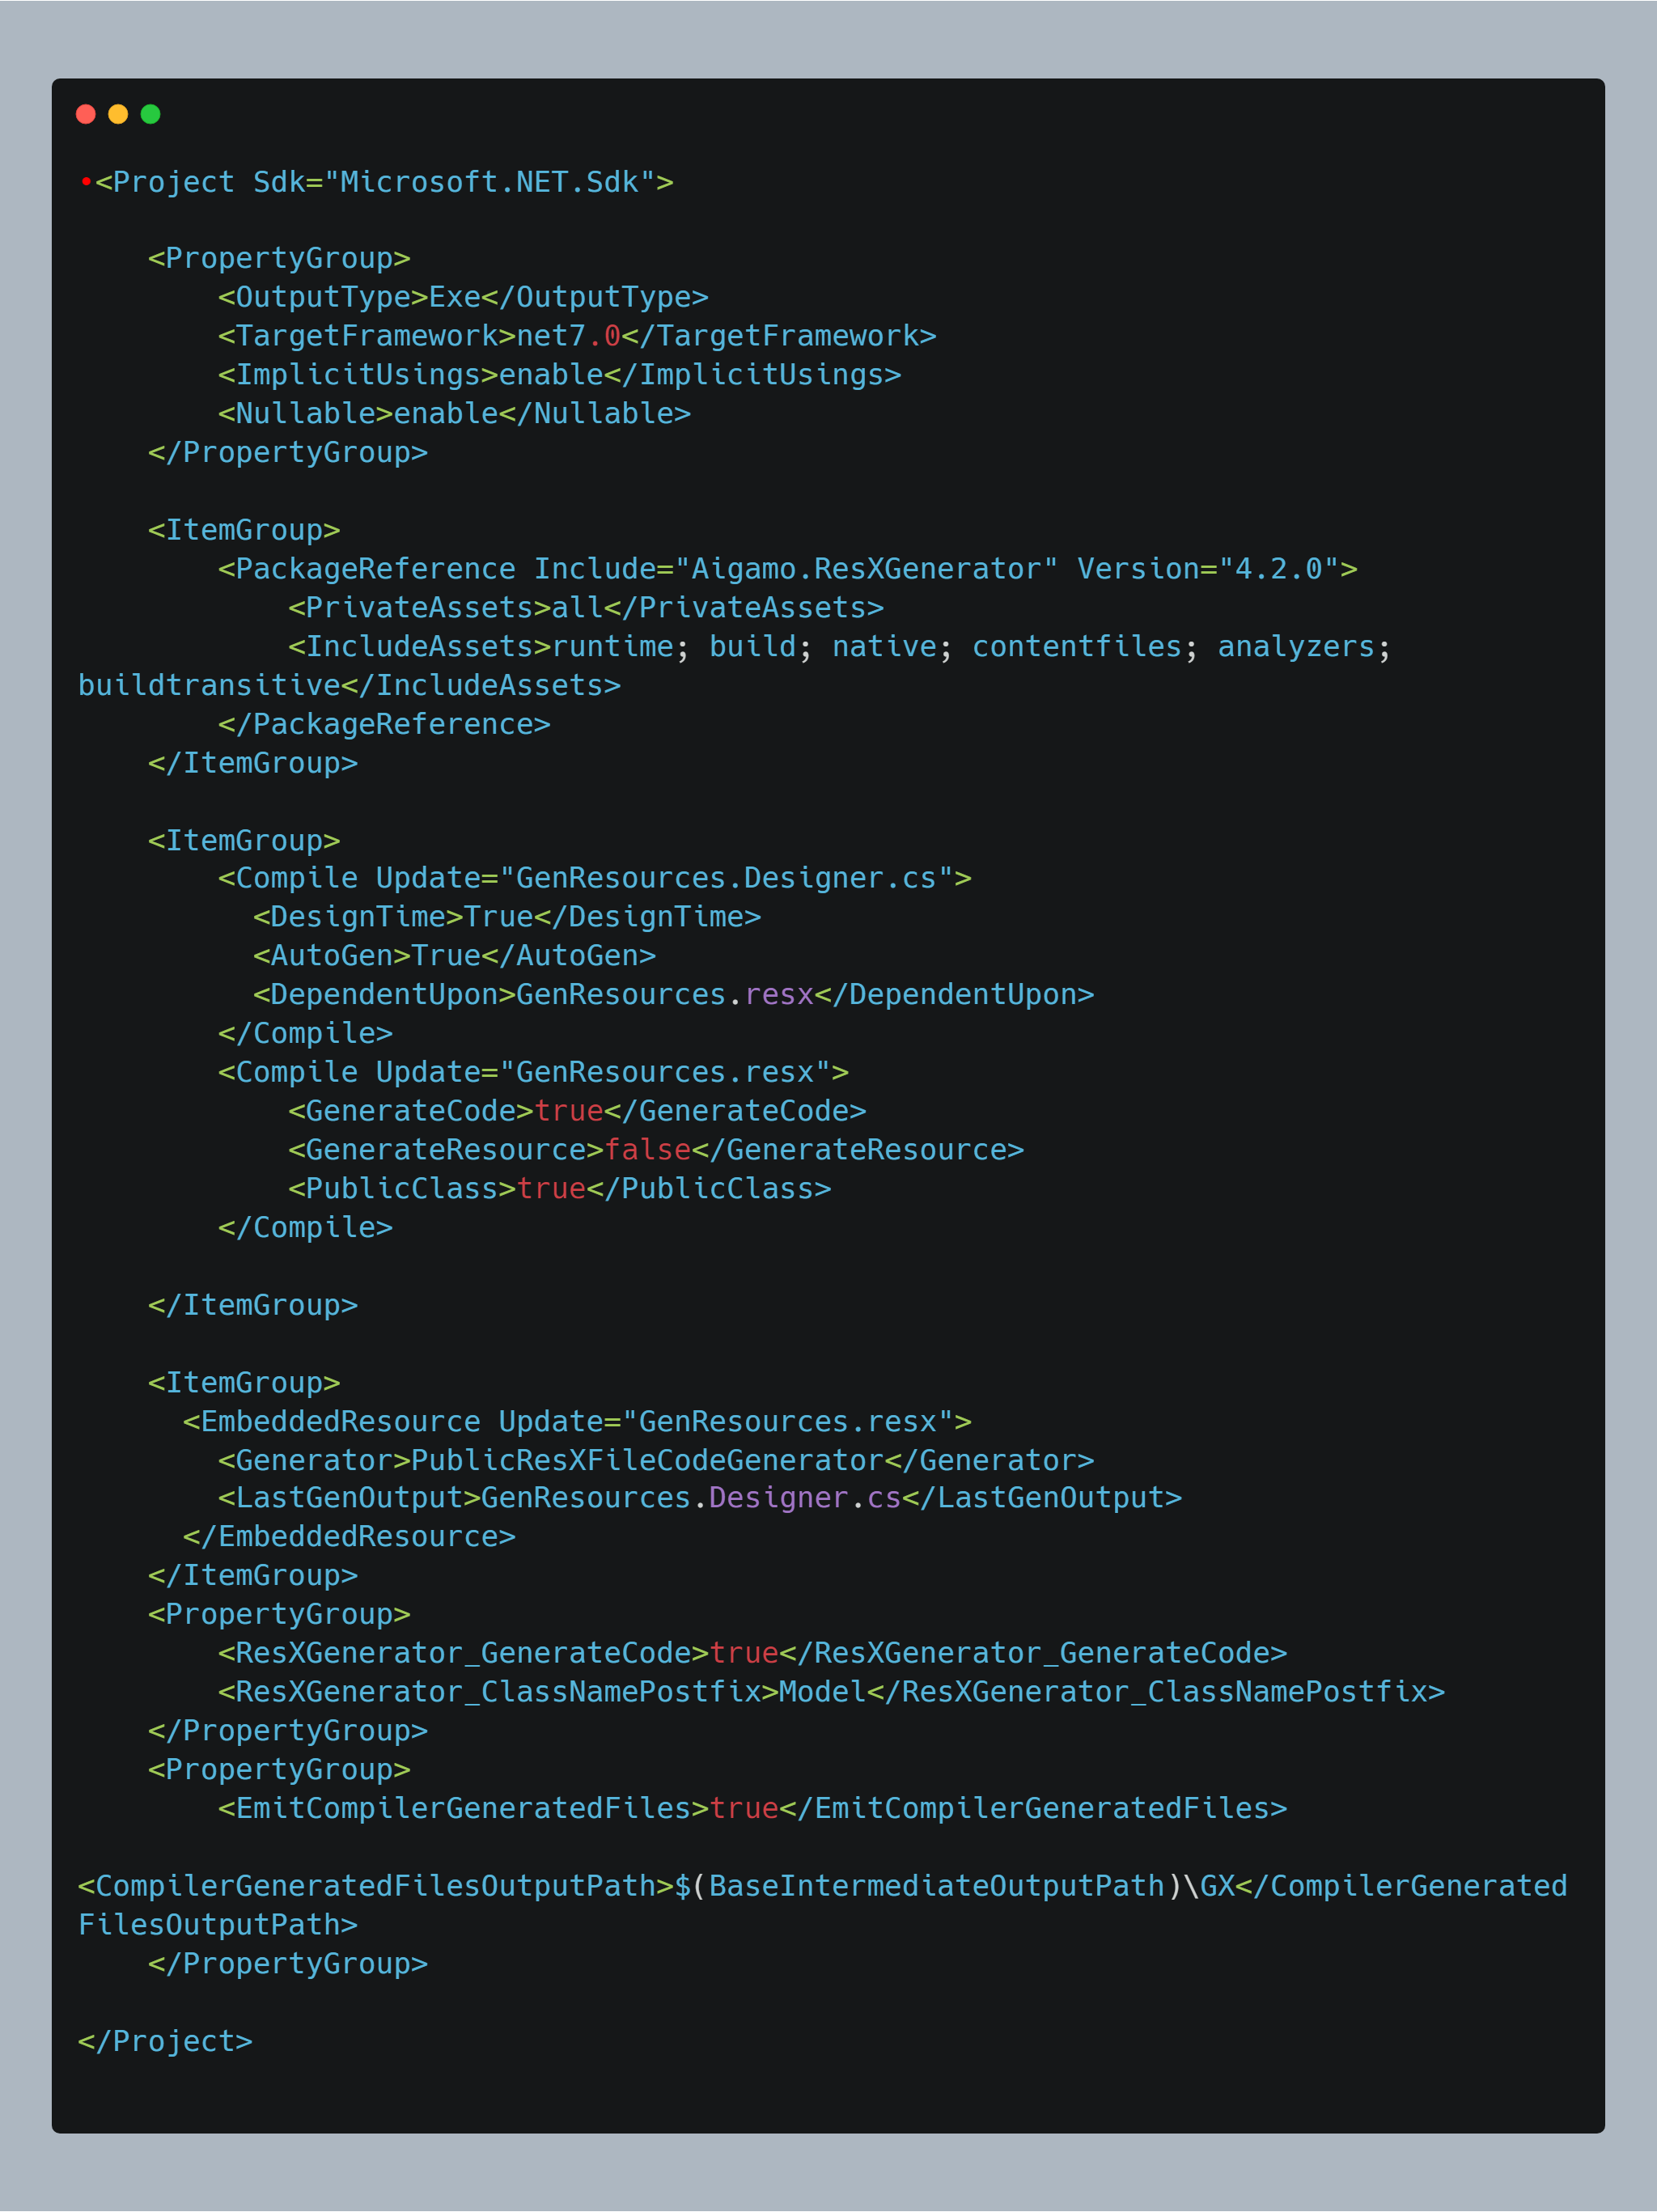 •<Project Sdk="Microsoft.NET.Sdk">
<PropertyGroup>
<OutputType>Exe</OutputType>
<TargetFramework>net7.0</TargetFramework>
<ImplicitUsings>enable</ImplicitUsings>
<Nullable>enable</Nullable>
</PropertyGroup>
<ItemGroup>
<PackageReference Include="Aigamo.ResXGenerator" Version="4.2.0">
<PrivateAssets>all</PrivateAssets>
<IncludeAssets>runtime; build; native; contentfiles; analyzers;
buildtransitive</IncludeAssets>
</PackageReference>
</ItemGroup>
<ItemGroup>
<Compile Update="GenResources.Designer.cs">
<DesignTime>True</DesignTime>
<AutoGen>True</AutoGen>
<DependentUpon>GenResources.resx</DependentUpon>
</Compile>
<Compile Update="GenResources.resx">
<GenerateCode>true</GenerateCode>
<GenerateResource>false</GenerateResource>
<PublicClass>true</PublicClass>
</Compile>
</ItemGroup>
<ItemGroup>
<EmbeddedResource Update="GenResources.resx">
<Generator>PublicResXFileCodeGenerator</Generator>
<LastGenOutput>GenResources.Designer.cs</LastGenOutput>
</EmbeddedResource>
</ItemGroup>
<PropertyGroup>
<ResXGenerator_GenerateCode>true</ResXGenerator_GenerateCode>
<ResXGenerator_ClassNamePostfix>Model</ResXGenerator_ClassNamePostfix>
</PropertyGroup>
<PropertyGroup>
<EmitCompilerGeneratedFiles>true</EmitCompilerGeneratedFiles>
<CompilerGeneratedFilesOutputPath>$(BaseIntermediateOutputPath)\GX</CompilerGenerated
FilesOutputPath>
</PropertyGroup>
</Project>